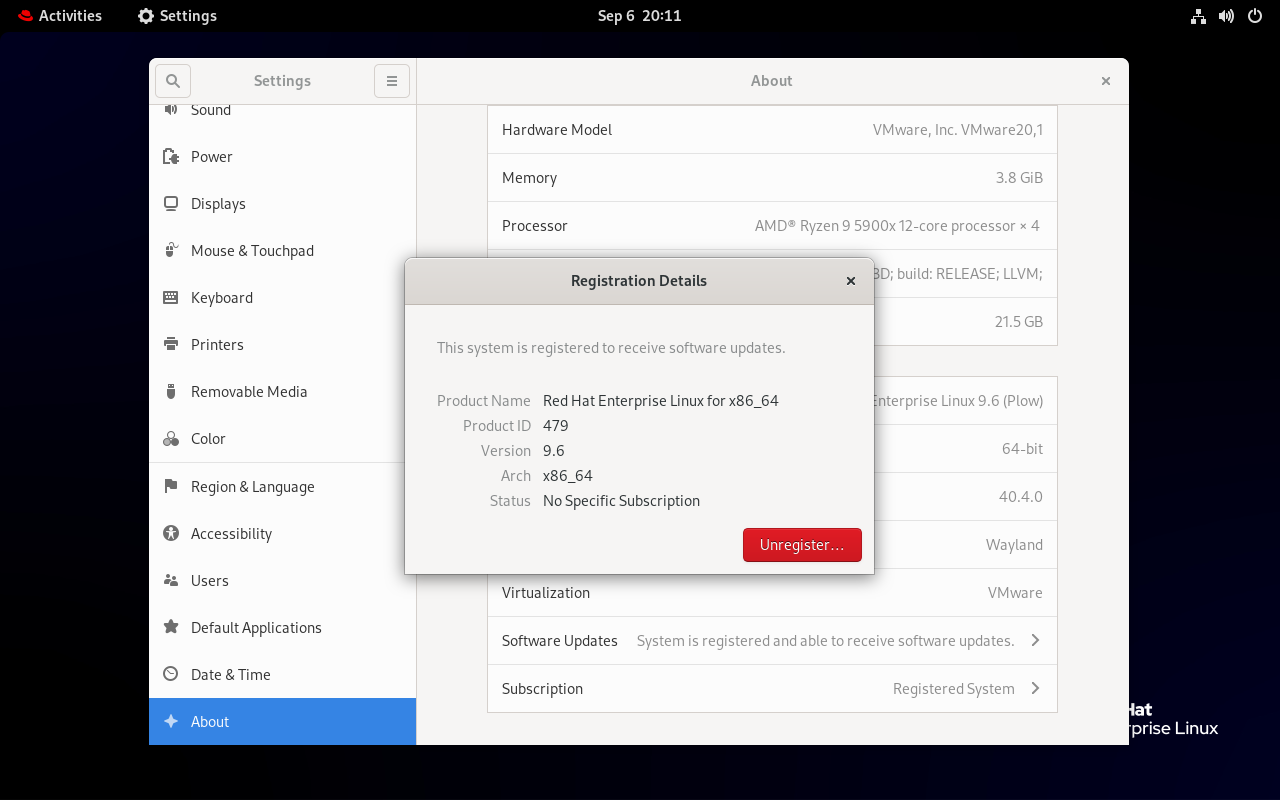 Activities Settings Sep 6 20:11
Settings About
Sound
Power
Displays
Mouse & Touchpad
Keyboard
Printers
Removable Media
Color
Region & Language
Accessibility
Users
Default Applications
Date & Time
About
Hardware Model VMware, Inc. VMware20,1
Memory 3.8 GiB
Processor AMD® Ryzen 9 5900x 12-core processor × 4
build: RELEASE; LLVM;
21.5 GB
Registration Details
This system is registered to receive software updates.
Product Name Red Hat Enterprise Linux for x86_64
Product ID 479
Version 9.6
Arch x86_64
Status No Specific Subscription
Unregister...
Enterprise Linux 9.6 (Plow)
64-bit
40.4.0
Wayland
Virtualization VMware
Software Updates System is registered and able to receive software updates.
Subscription Registered System
Hat
rprise Linux